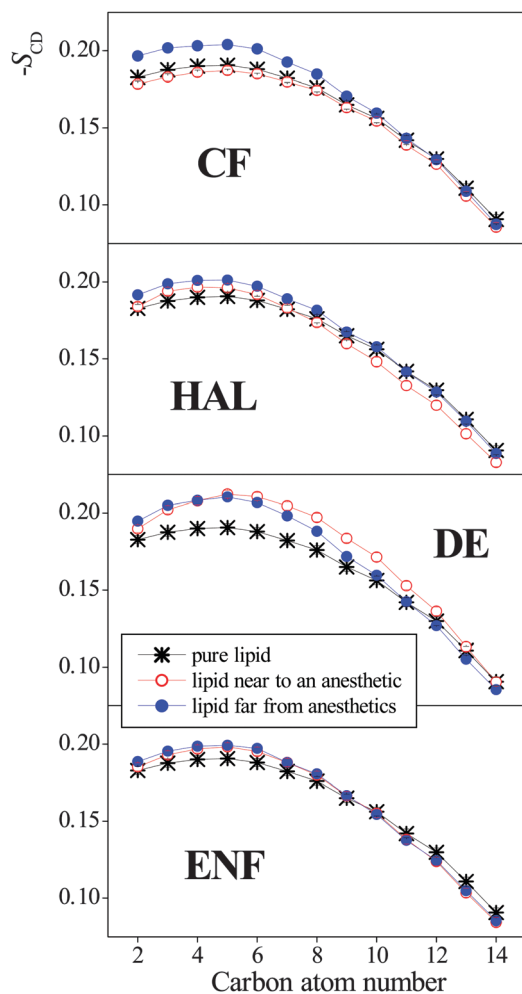 -S_CD
0.20
0.15
0.10
CF
0.20
0.15
0.10
HAL
0.20
0.15
0.10
DE
pure lipid
lipid near to an anesthetic
lipid far from anesthetics
0.20
0.15
0.10
ENF
2 4 6 8 10 12 14
Carbon atom number